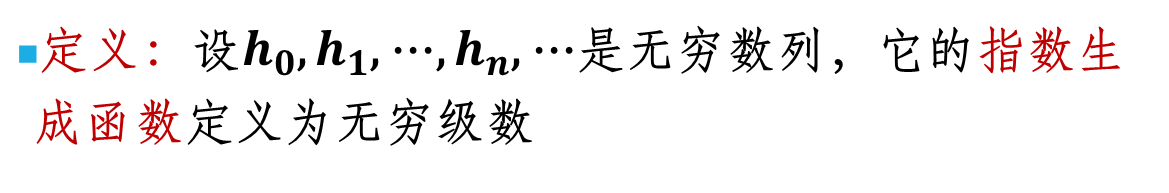 ▪定义：设h₀, h₁, ⋯, hₙ, ⋯是无穷数列，它的指数生
成函数定义为无穷级数